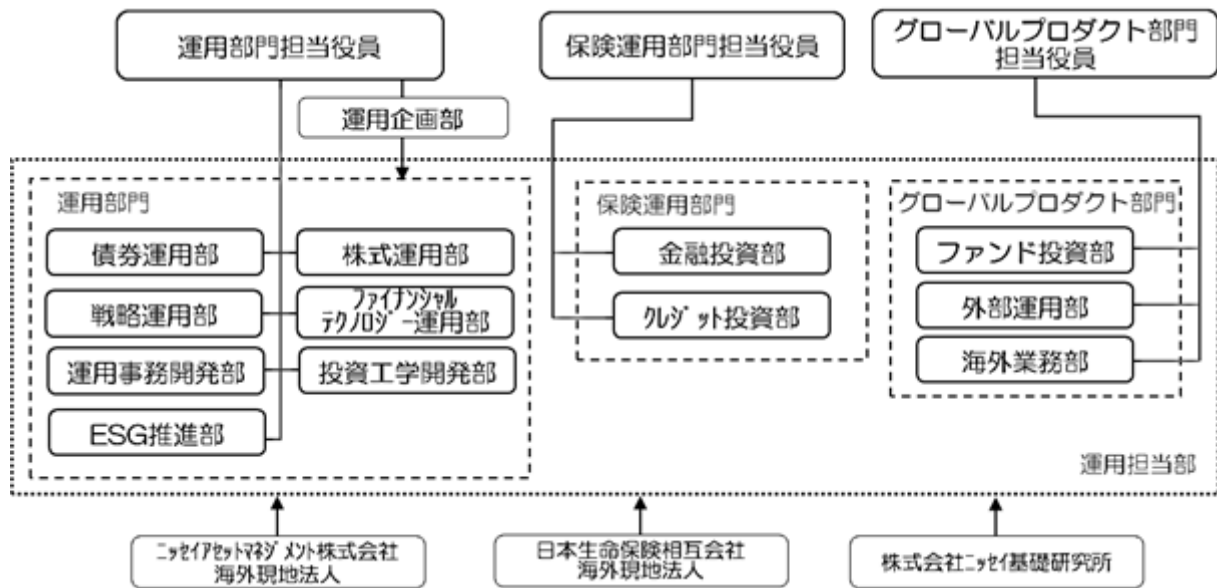 運用部門担当役員
保険運用部門担当役員
グローバルプロダクト部門
担当役員
運用企画部
運用部門
債券運用部
株式運用部
戦略運用部
ファイナンシャル
テクノロジー運用部
運用事務開発部
投資工学開発部
ESG推進部
保険運用部門
金融投資部
クレジット投資部
グローバルプロダクト部門
ファンド投資部
外部運用部
海外業務部
運用担当部
ニッセイアセットマネジメント株式会社
海外現地法人
日本生命保険相互会社
海外現地法人
株式会社ニッセイ基礎研究所